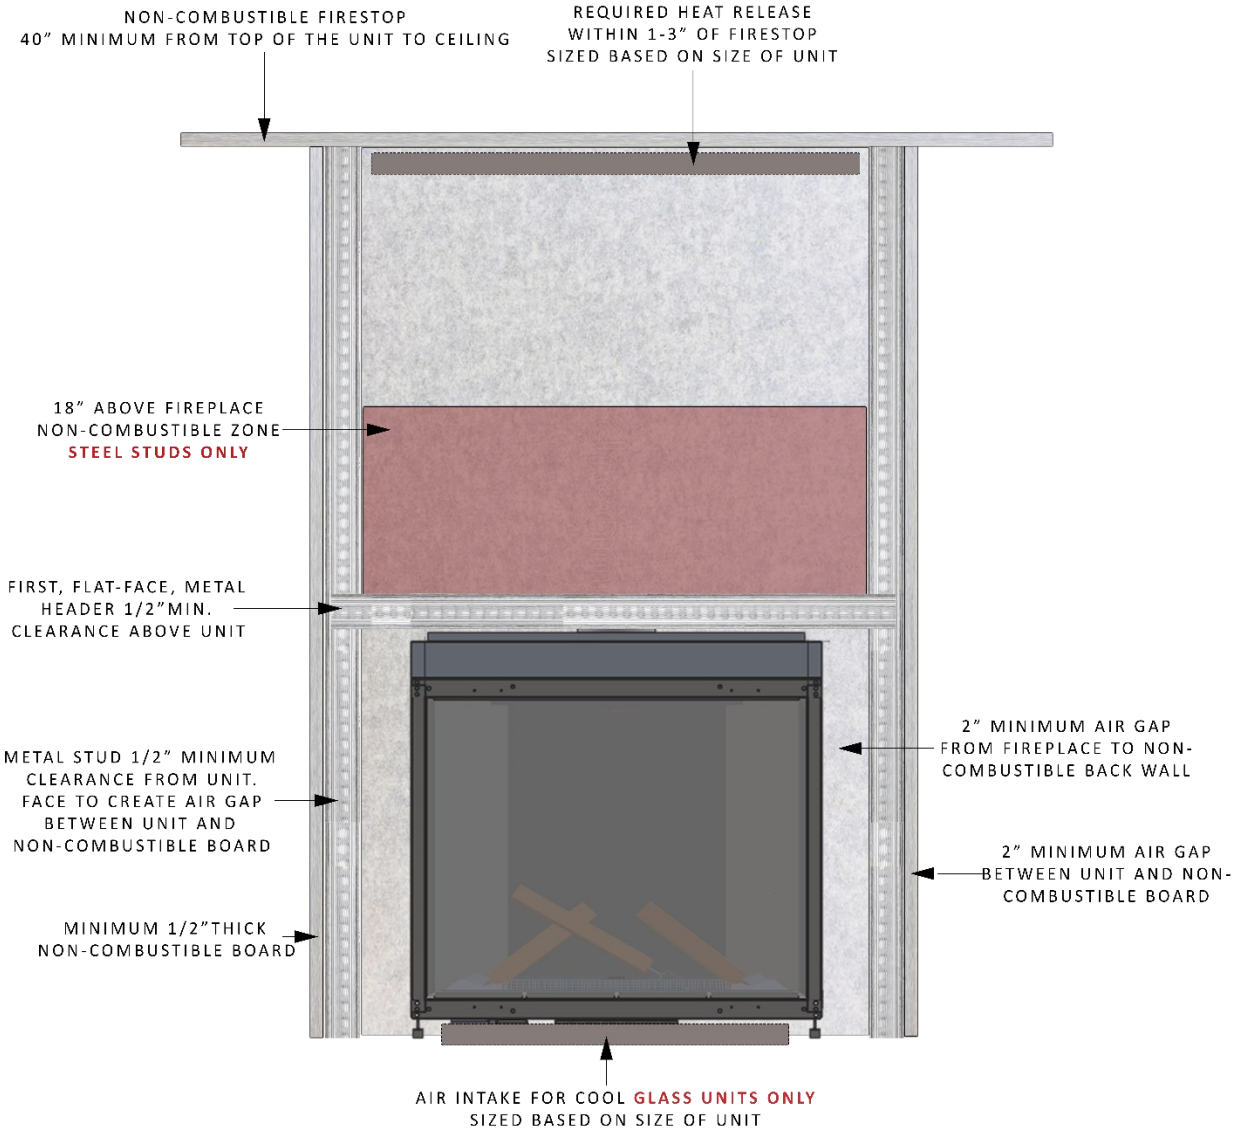 NON-COMBUSTIBLE FIRESTOP
40” MINIMUM FROM TOP OF THE UNIT TO CEILING
REQUIRED HEAT RELEASE
WITHIN 1-3” OF FIRESTOP
SIZED BASED ON SIZE OF UNIT
18” ABOVE FIREPLACE
NON-COMBUSTIBLE ZONE
STEEL STUDS ONLY
FIRST, FLAT-FACE, METAL
HEADER 1/2”MIN.
CLEARANCE ABOVE UNIT
METAL STUD 1/2” MINIMUM
CLEARANCE FROM UNIT.
FACE TO CREATE AIR GAP
BETWEEN UNIT AND
NON-COMBUSTIBLE BOARD
2” MINIMUM AIR GAP
FROM FIREPLACE TO NON-
COMBUSTIBLE BACK WALL
2” MINIMUM AIR GAP
BETWEEN UNIT AND NON-
COMBUSTIBLE BOARD
MINIMUM 1/2”THICK
NON-COMBUSTIBLE BOARD
AIR INTAKE FOR COOL GLASS UNITS ONLY
SIZED BASED ON SIZE OF UNIT